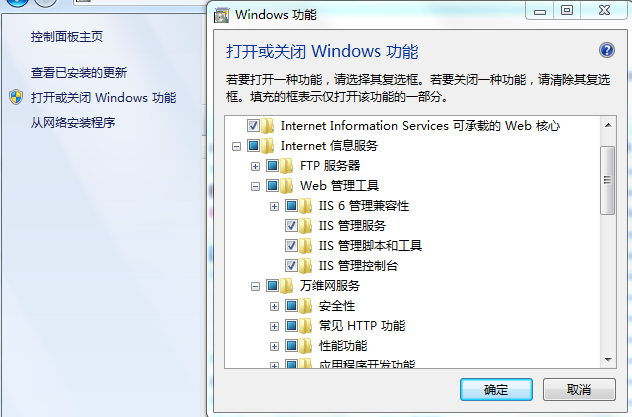 控制面板主页
查看已安装的更新
打开或关闭 Windows 功能
从网络安装程序
Windows 功能
打开或关闭 Windows 功能
若要打开一种功能，请选择其复选框。若要关闭一种功能，请清除其复选
框。填充的框表示仅打开该功能的一部分。
Internet Information Services 可承载的 Web 核心
Internet 信息服务
FTP 服务器
Web 管理工具
IIS 6 管理兼容性
IIS 管理服务
IIS 管理脚本和工具
IIS 管理控制台
万维网服务
安全性
常见 HTTP 功能
性能功能
应用程序开发功能
确定
取消